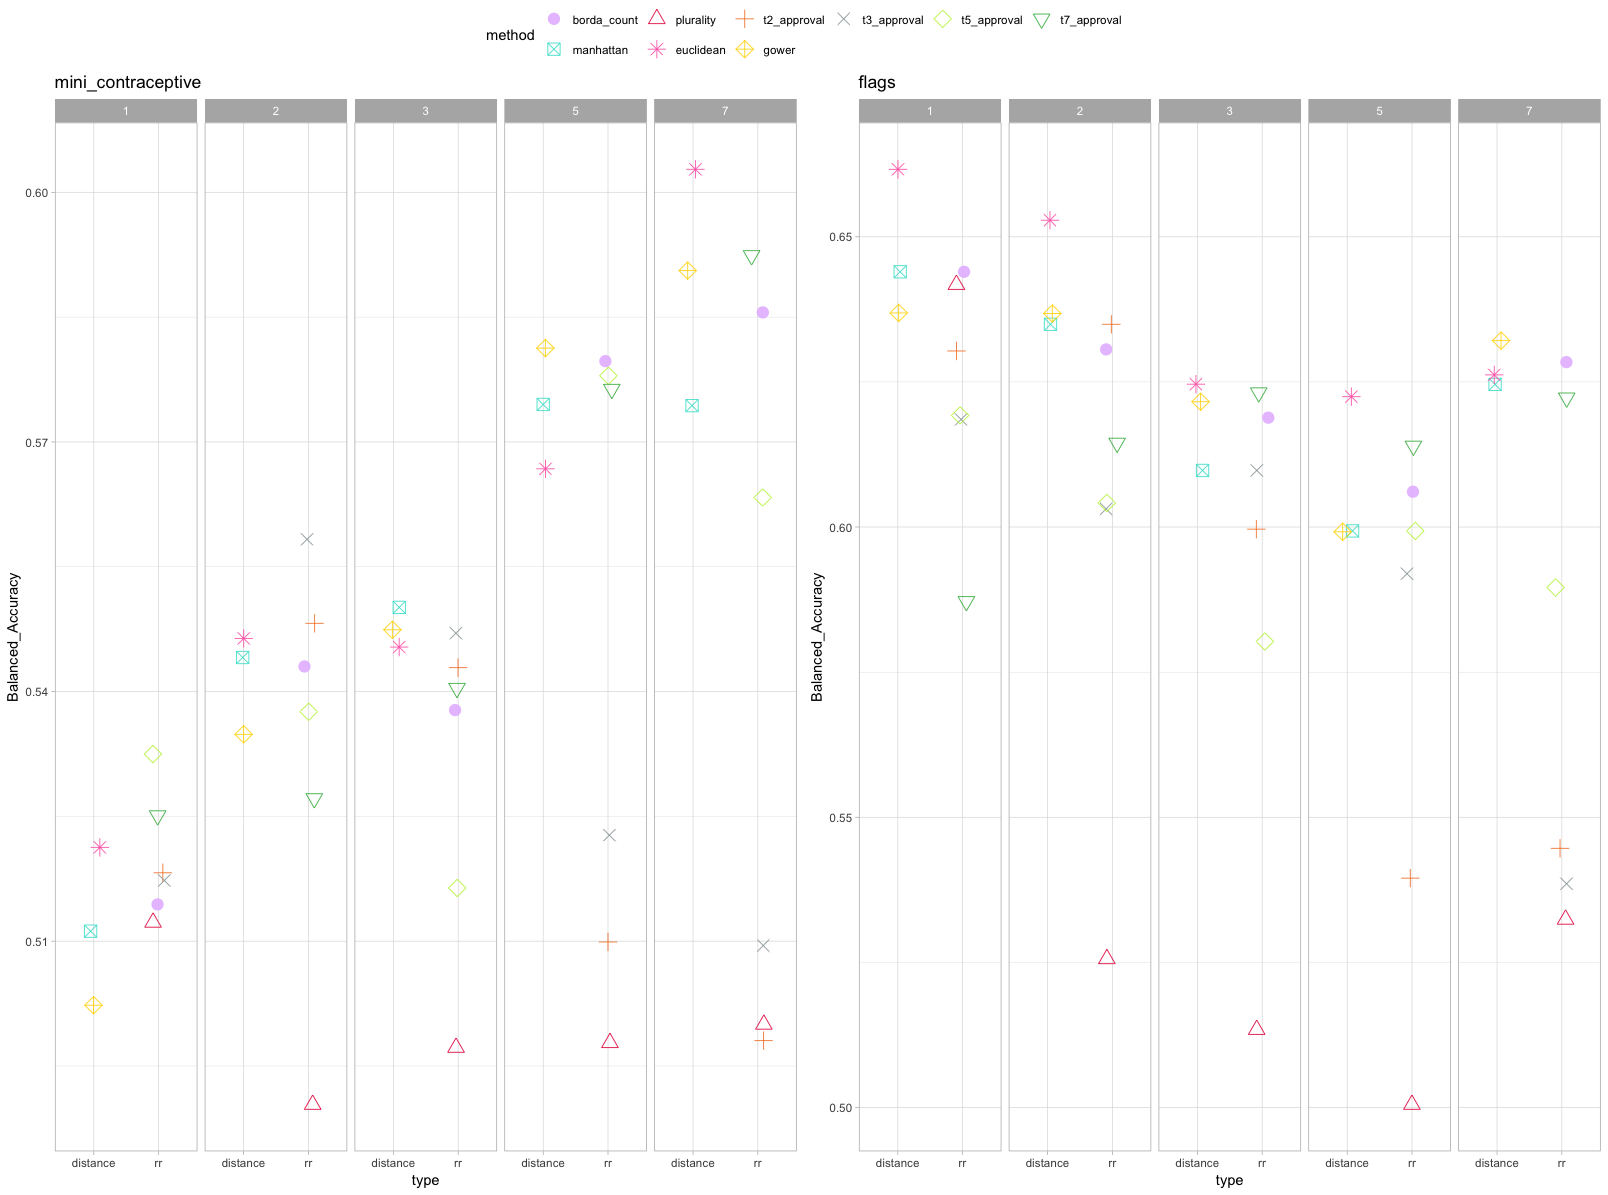 method
borda_count plurality t2_approval t3_approval t5_approval t7_approval
manhattan euclidean gower
mini_contraceptive
1 2 3 5 7
Balanced_Accuracy
0.60
0.57
0.54
0.51
distance rr distance rr distance rr distance rr distance rr
type
flags
1 2 3 5 7
Balanced_Accuracy
0.65
0.60
0.55
0.50
distance rr distance rr distance rr distance rr distance rr
type